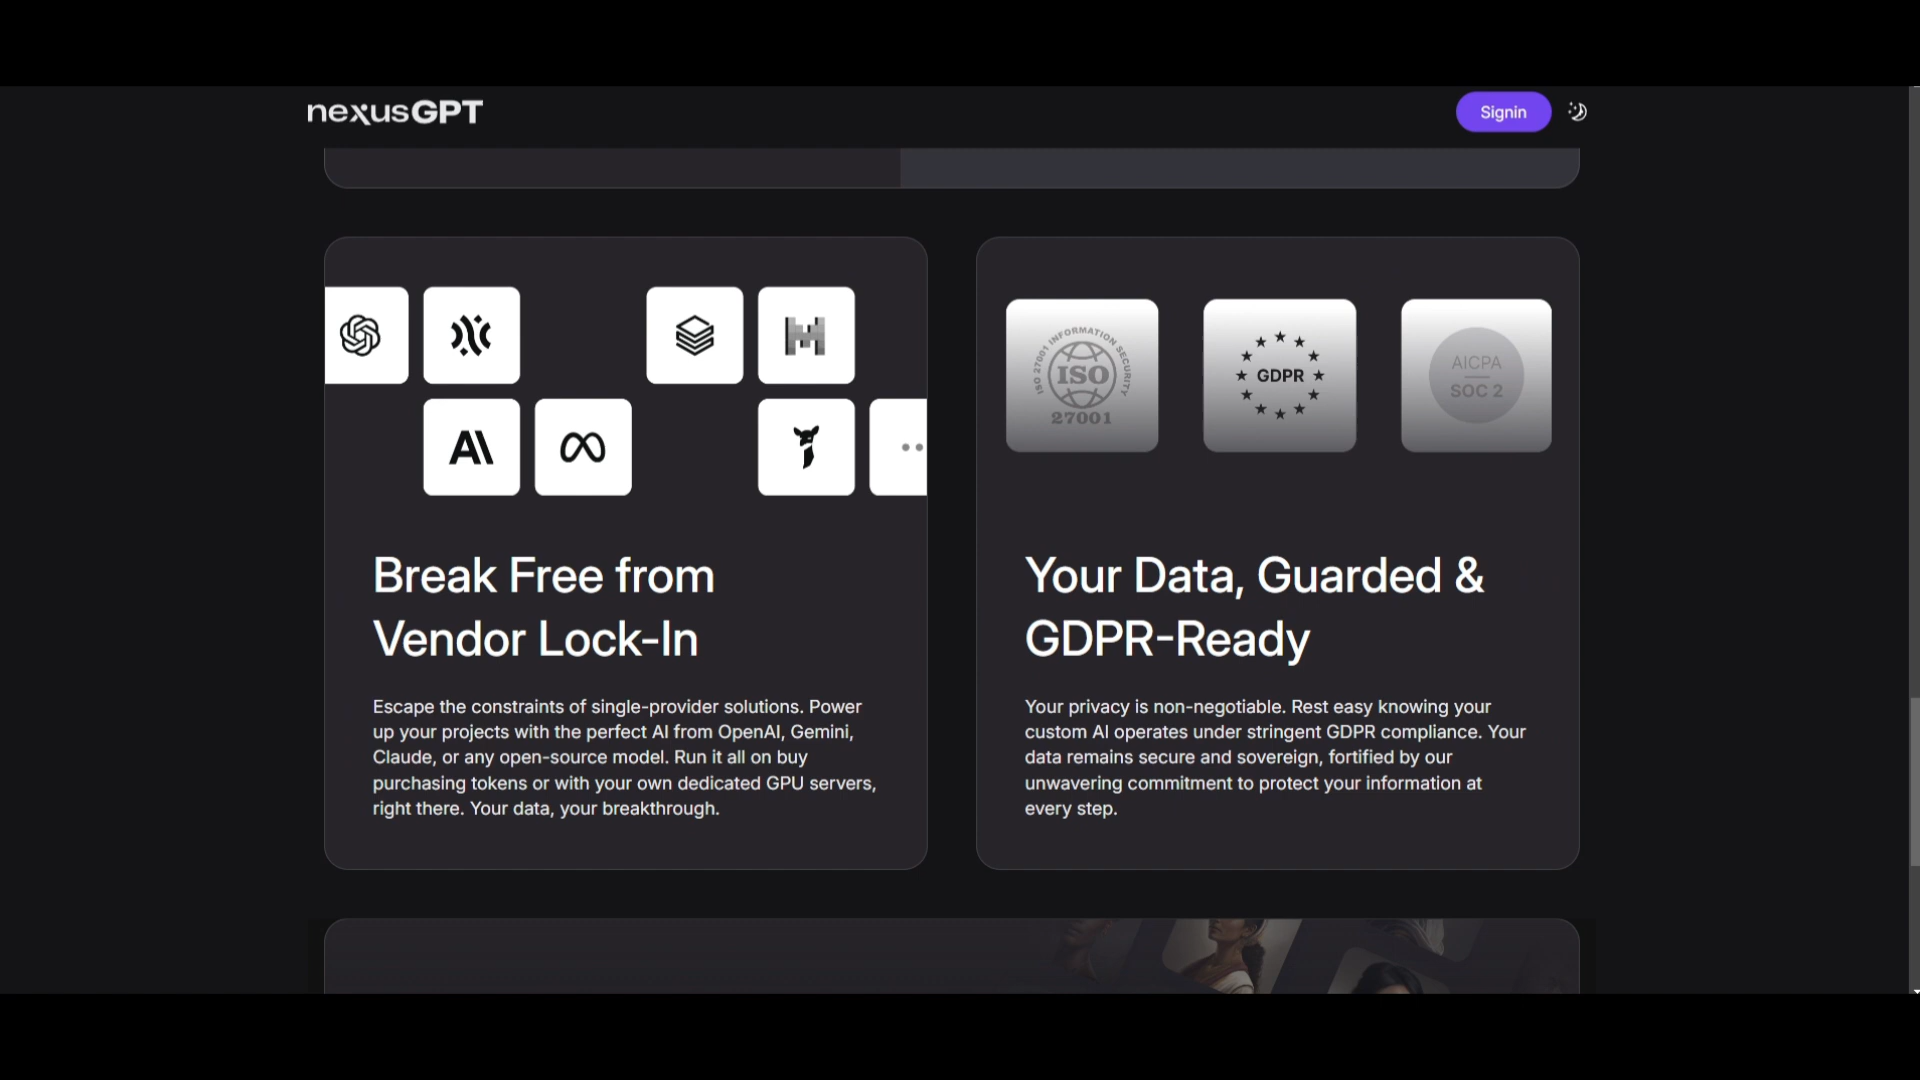 nexusGPT
Signin
ISO 27001 INFORMATION SECURITY
ISO
27001
GDPR
AICPA
SOC 2
Break Free from
Vendor Lock-In
Escape the constraints of single-provider solutions. Power
up your projects with the perfect AI from OpenAI, Gemini,
Claude, or any open-source model. Run it all on buy
purchasing tokens or with your own dedicated GPU servers,
right there. Your data, your breakthrough.
Your Data, Guarded &
GDPR-Ready
Your privacy is non-negotiable. Rest easy knowing your
custom AI operates under stringent GDPR compliance. Your
data remains secure and sovereign, fortified by our
unwavering commitment to protect your information at
every step.